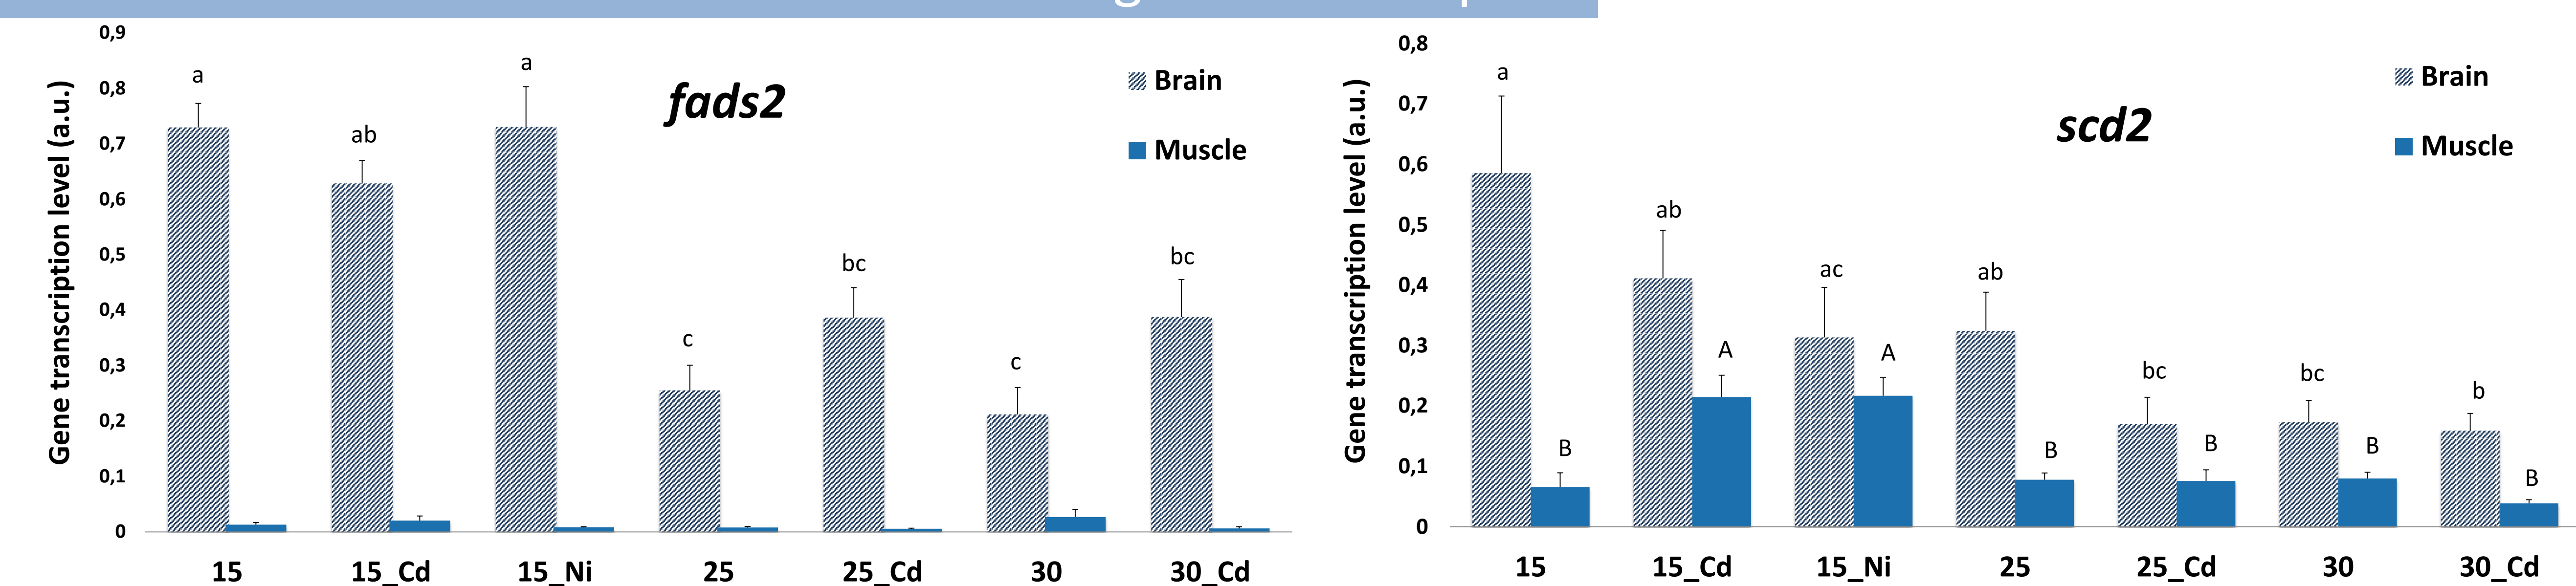 Gene transcription level (a.u.)
0,9
0,8
0,7
0,6
0,5
0,4
0,3
0,2
0,1
0
fads2
Brain
Muscle
a
ab
a
c
bc
c
bc
15
15_Cd
15_Ni
25
25_Cd
30
30_Cd
Gene transcription level (a.u.)
0,8
0,7
0,6
0,5
0,4
0,3
0,2
0,1
0
scd2
Brain
Muscle
a
B
ab
A
ac
A
ab
B
bc
B
bc
B
b
B
15
15_Cd
15_Ni
25
25_Cd
30
30_Cd